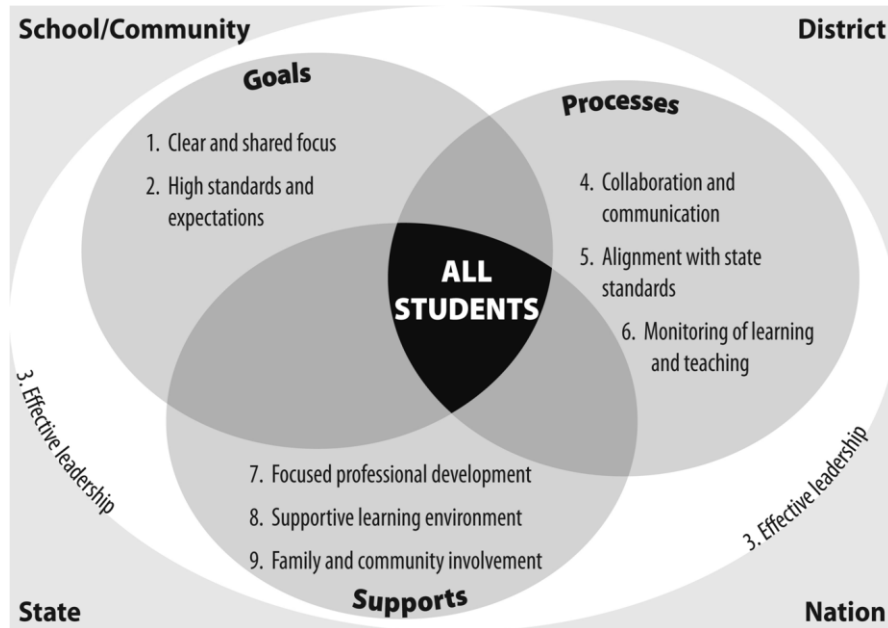 School/Community
District
Goals
1. Clear and shared focus
2. High standards and
expectations
Processes
4. Collaboration and
communication
5. Alignment with state
standards
6. Monitoring of learning
and teaching
ALL
STUDENTS
3. Effective leadership
3. Effective leadership
7. Focused professional development
8. Supportive learning environment
9. Family and community involvement
Supports
State
Nation